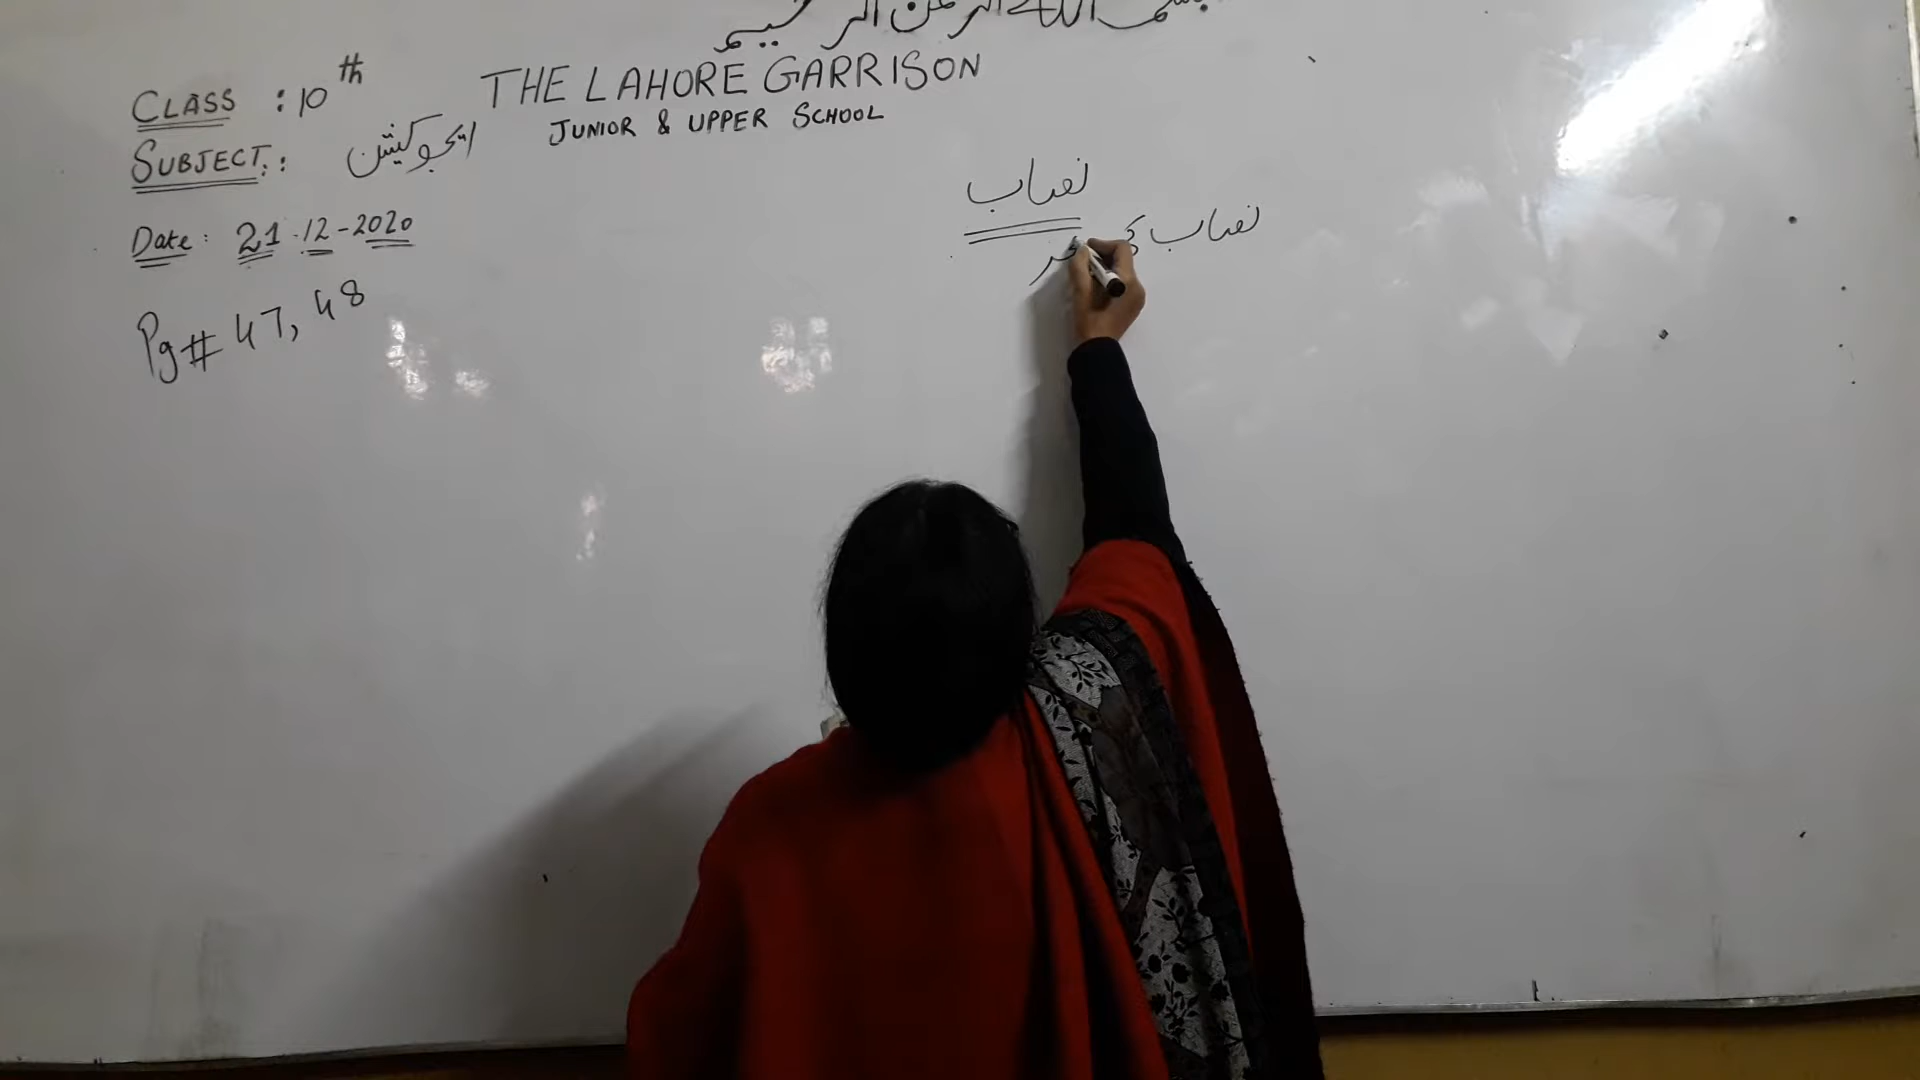 بسم اللہ الرحمن الرحیم
THE LAHORE GARRISON
JUNIOR & UPPER SCHOOL
CLASS : 10th
SUBJECT : ایجوکیشن
Date : 21.12-2020
Pg# 47, 48
نصاب
نصاب کی